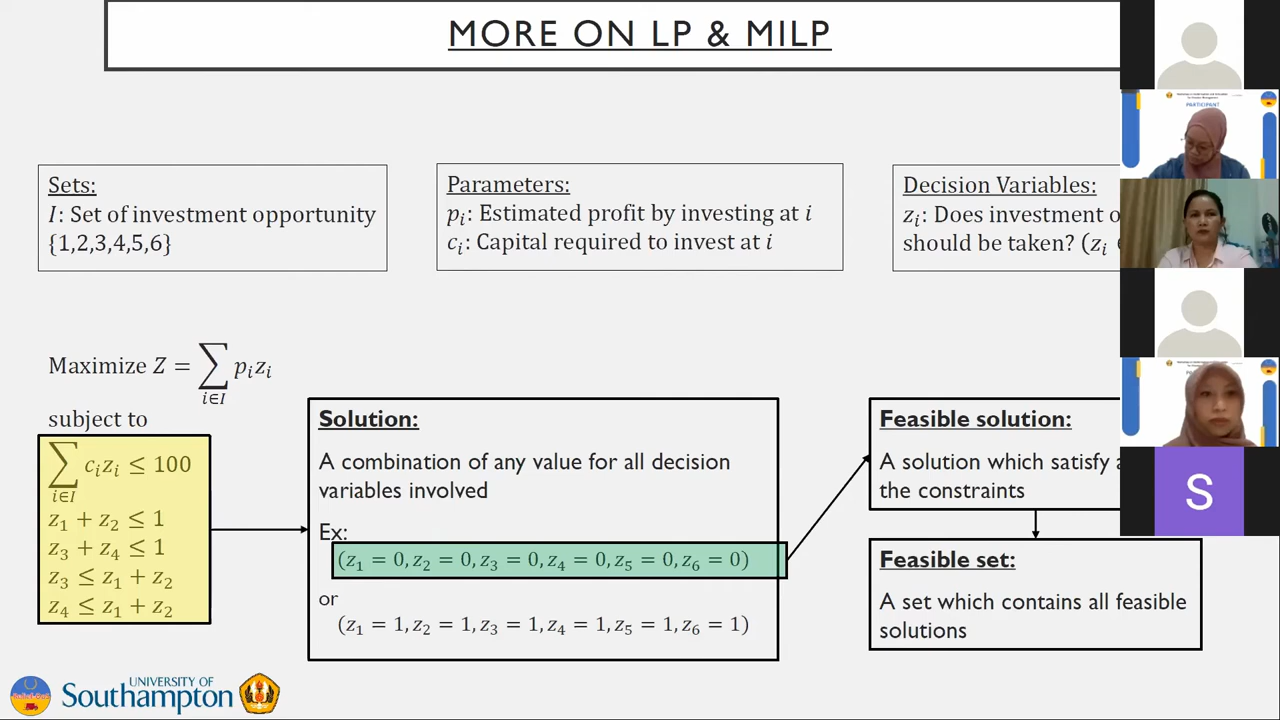 MORE ON LP & MILP
Sets:
I: Set of investment opportunity
{1,2,3,4,5,6}
Parameters:
pᵢ: Estimated profit by investing at i
cᵢ: Capital required to invest at i
Decision Variables:
zᵢ: Does investment
should be taken? (zᵢ
Maximize Z = ∑ pᵢzᵢ
i∈I
subject to
∑ cᵢzᵢ ≤ 100
i∈I
z₁ + z₂ ≤ 1
z₃ + z₄ ≤ 1
z₃ ≤ z₁ + z₂
z₄ ≤ z₁ + z₂
Solution:
A combination of any value for all decision
variables involved
Ex:
(z₁ = 0, z₂ = 0, z₃ = 0, z₄ = 0, z₅ = 0, z₆ = 0)
or
(z₁ = 1, z₂ = 1, z₃ = 1, z₄ = 1, z₅ = 1, z₆ = 1)
Feasible solution:
A solution which satisfy
the constraints
Feasible set:
A set which contains all feasible
solutions
PARTICIPANT
S
UNIVERSITY OF
Southampton